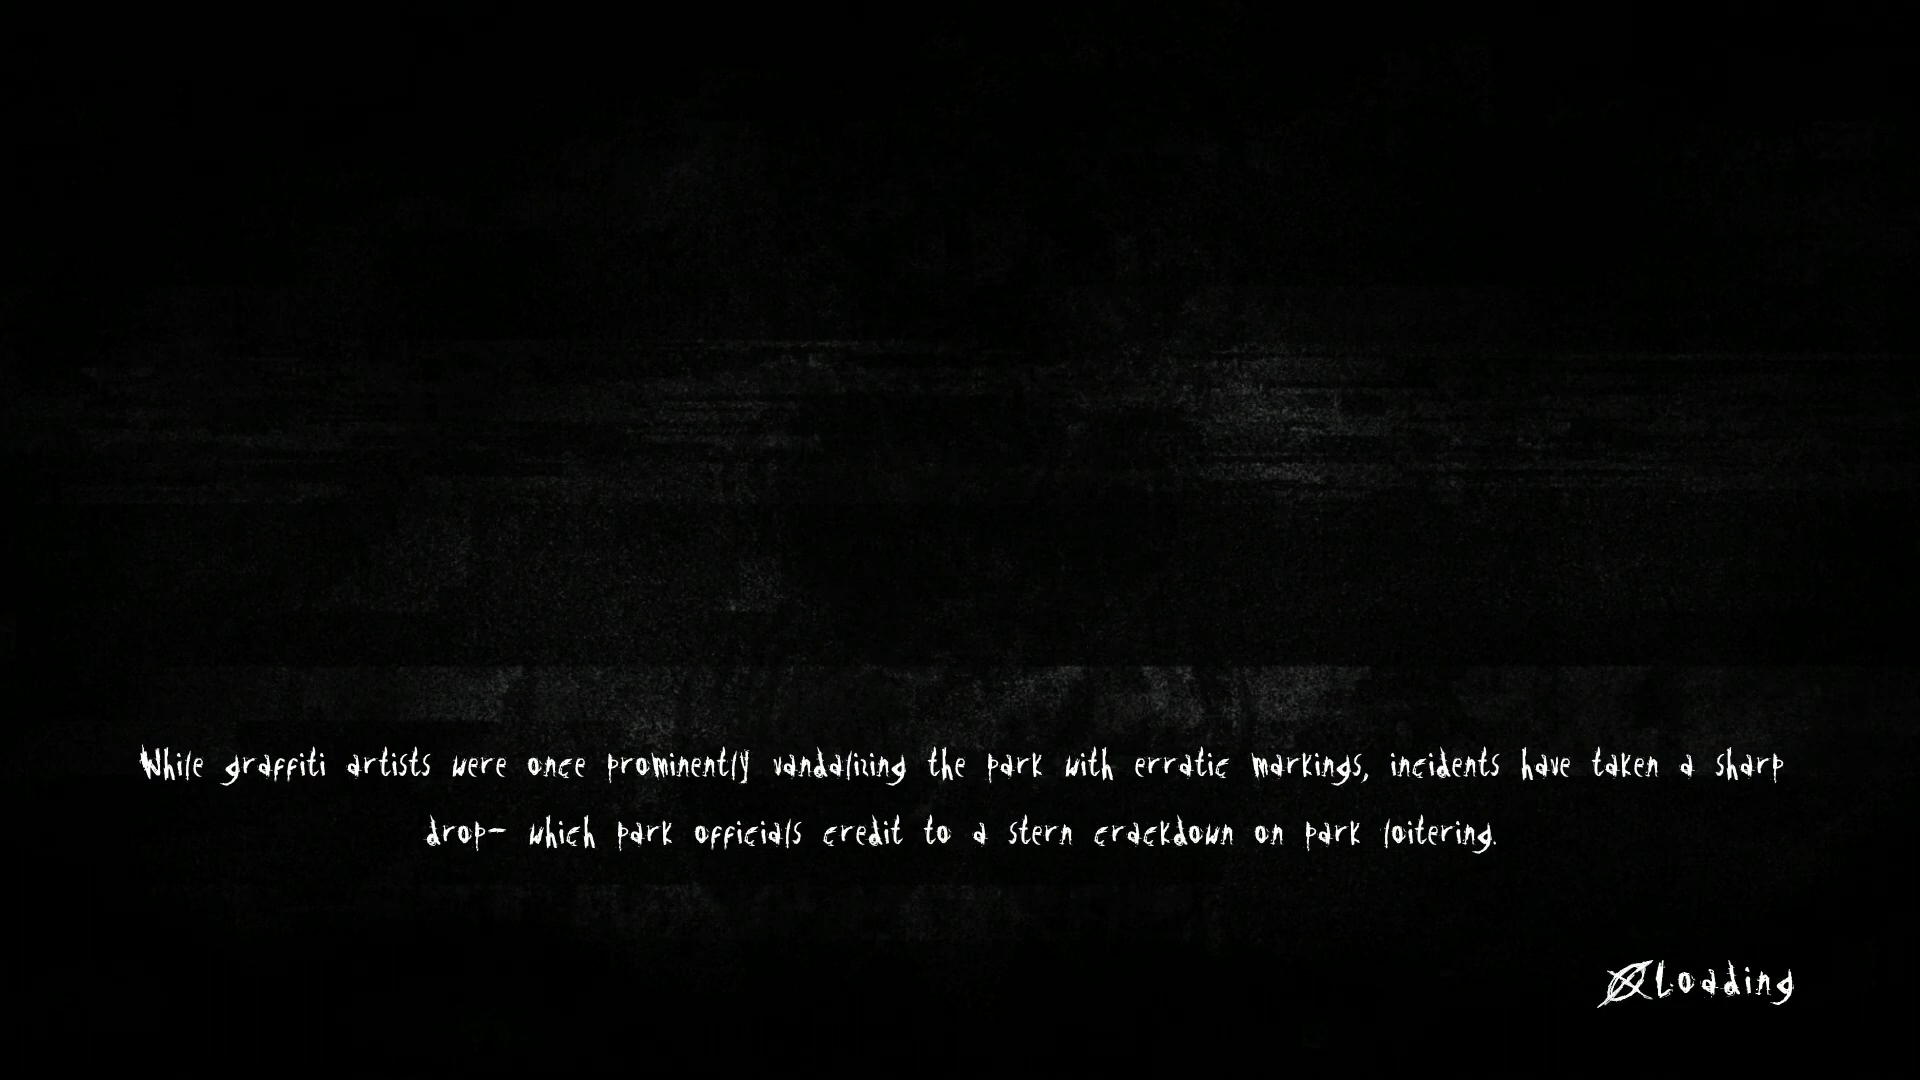 While graffiti artists were once prominently vandalizing the park with erratic markings, incidents have taken a sharp
drop- which park officials credit to a stern crackdown on park loitering.
Loading